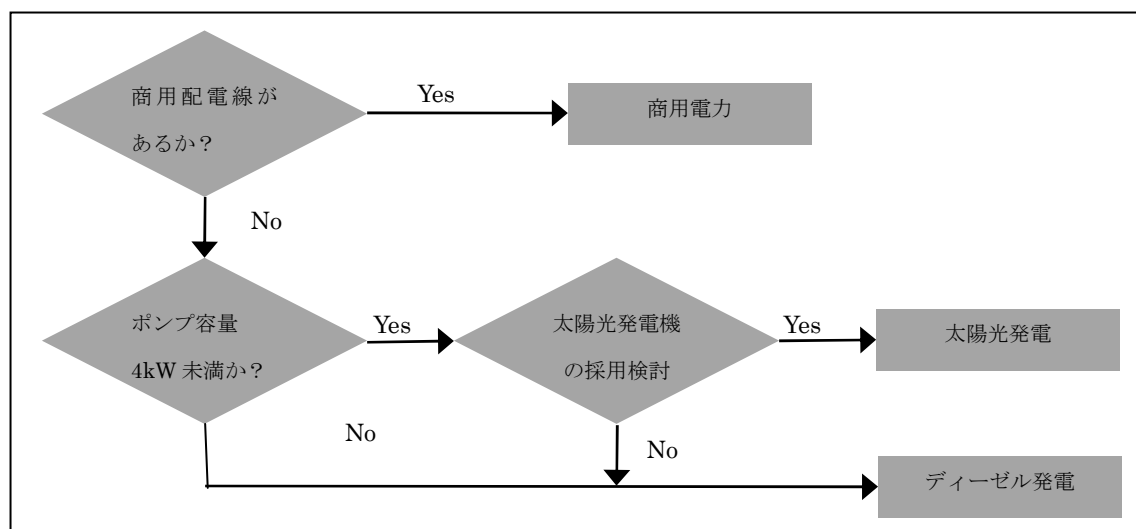 商用配電線が
あるか？
Yes
商用電力
No
ポンプ容量
4kW 未満か？
Yes
太陽光発電機
の採用検討
Yes
太陽光発電
No
No
ディーゼル発電